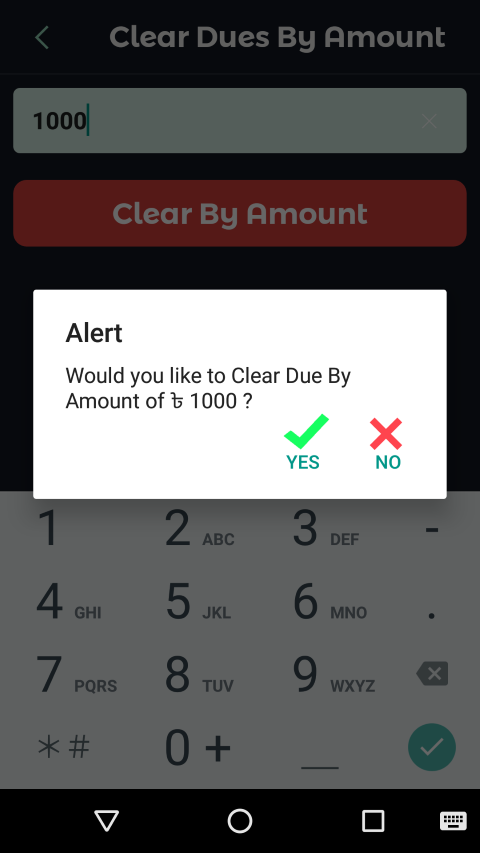 Clear Dues By Amount
1000
Clear By Amount
Alert
Would you like to Clear Due By
Amount of ৳ 1000 ?
YES NO
1 2 ABC 3 DEF -
4 GHI 5 JKL 6 MNO .
7 PQRS 8 TUV 9 WXYZ
* # 0 + _